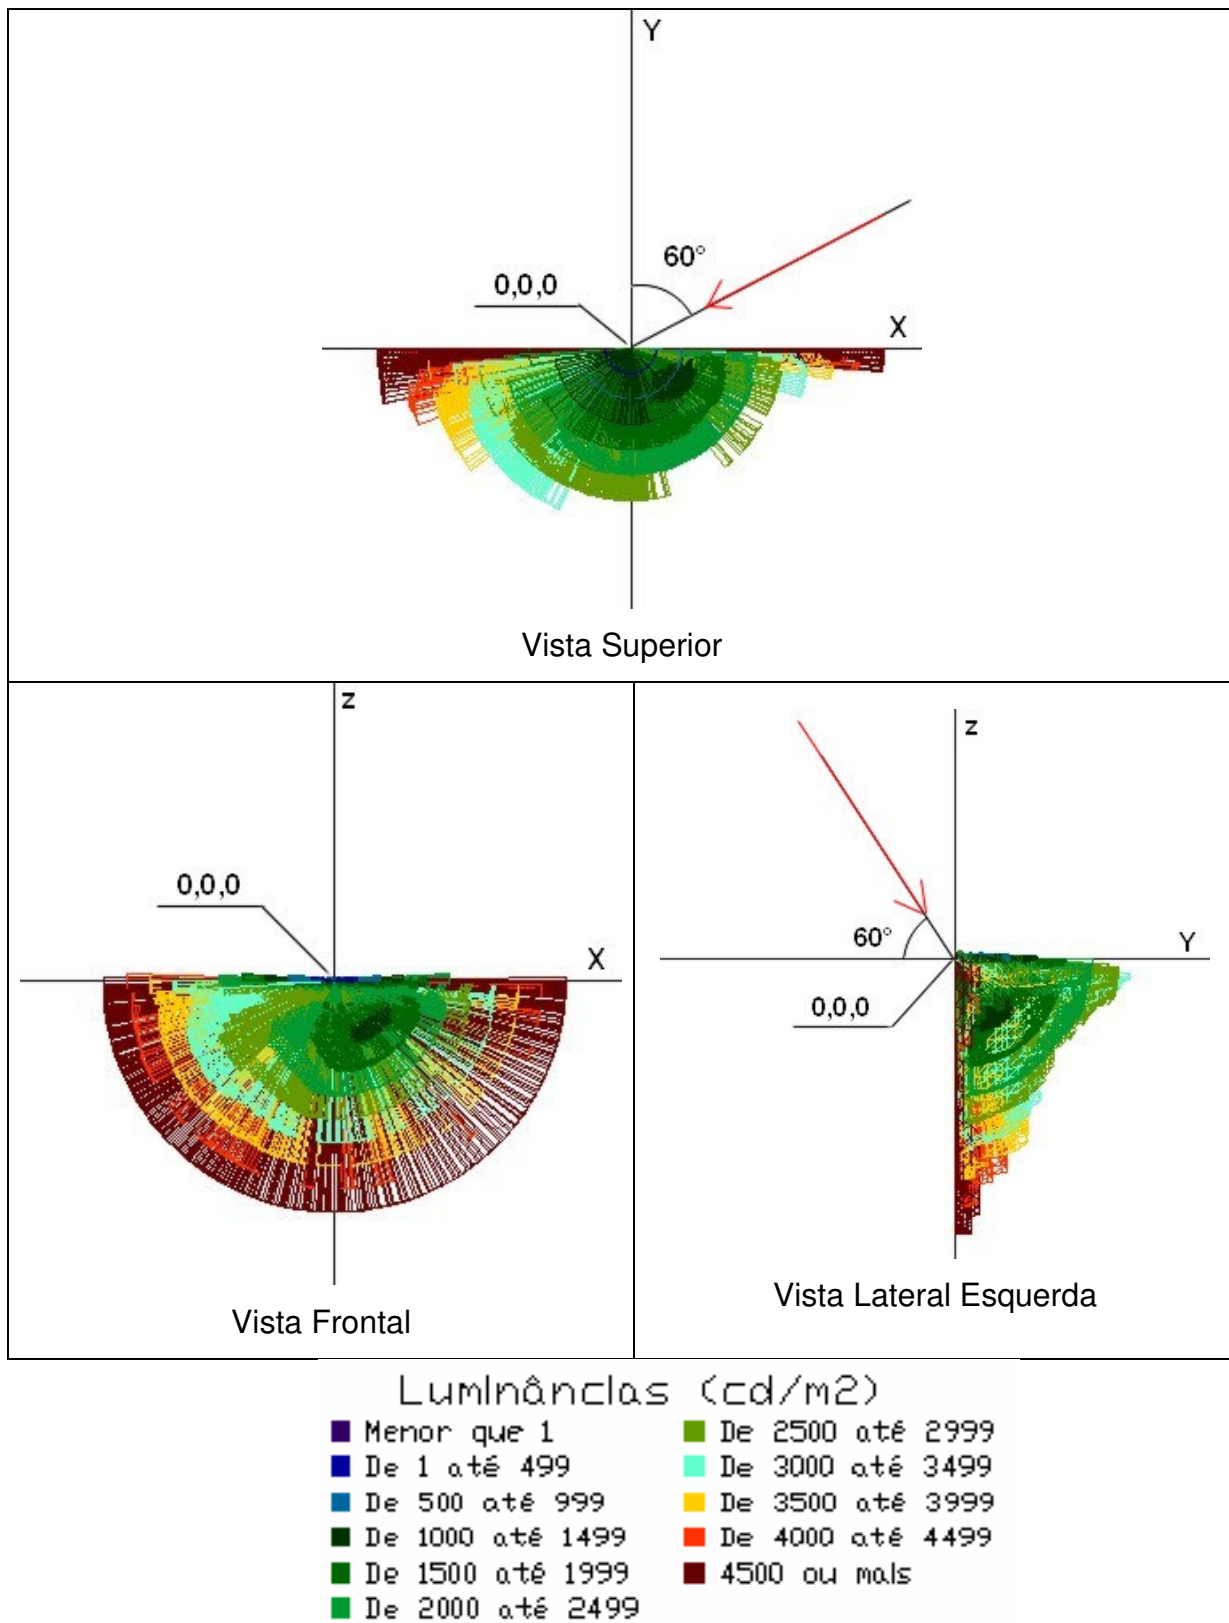 Y
60°
0,0,0
X
Vista Superior
z
0,0,0
X
Vista Frontal
z
60°
Y
0,0,0
Vista Lateral Esquerda
Luminâncias (cd/m2)
Menor que 1
De 1 até 499
De 500 até 999
De 1000 até 1499
De 1500 até 1999
De 2000 até 2499
De 2500 até 2999
De 3000 até 3499
De 3500 até 3999
De 4000 até 4499
4500 ou mais